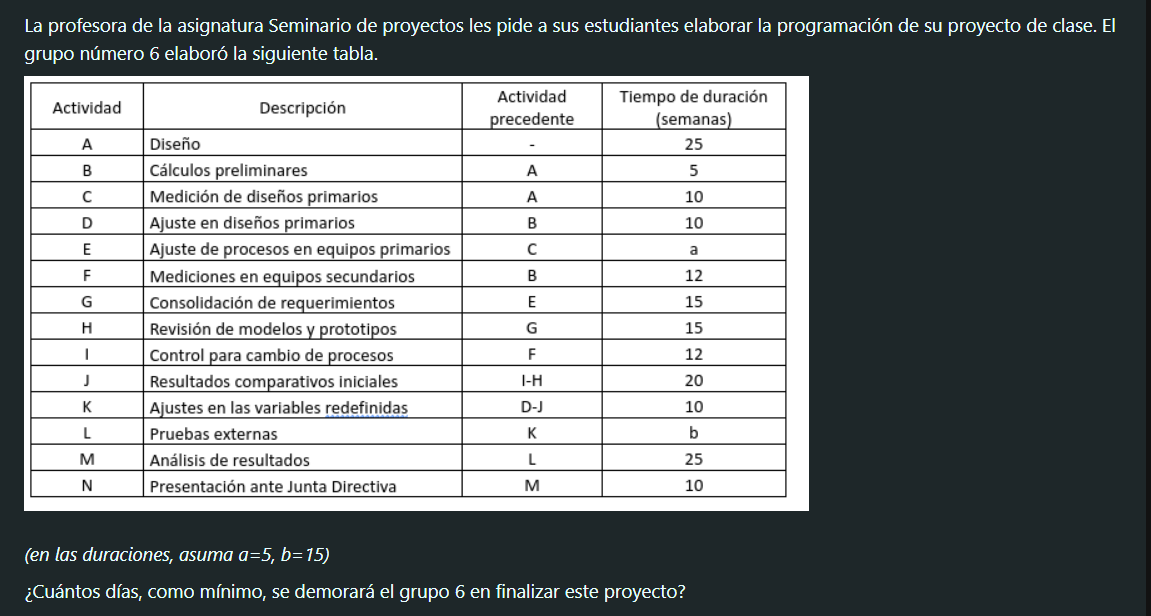 La profesora de la asignatura Seminario de proyectos les pide a sus estudiantes elaborar la programación de su proyecto de clase. El
grupo número 6 elaboró la siguiente tabla.
Actividad Descripción Actividad precedente Tiempo de duración (semanas)
A Diseño - 25
B Cálculos preliminares A 5
C Medición de diseños primarios A 10
D Ajuste en diseños primarios B 10
E Ajuste de procesos en equipos primarios C a
F Mediciones en equipos secundarios B 12
G Consolidación de requerimientos E 15
H Revisión de modelos y prototipos G 15
I Control para cambio de procesos F 12
J Resultados comparativos iniciales I-H 20
K Ajustes en las variables redefinidas D-J 10
L Pruebas externas K b
M Análisis de resultados L 25
N Presentación ante Junta Directiva M 10
(en las duraciones, asuma a=5, b=15)
¿Cuántos días, como mínimo, se demorará el grupo 6 en finalizar este proyecto?